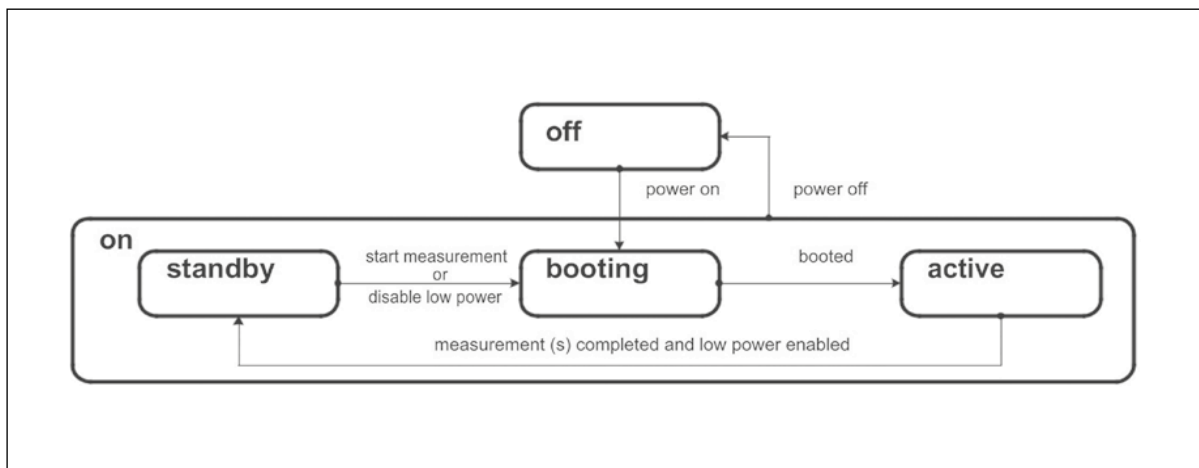 off
power on
power off
on
standby
start measurement
or
disable low power
booting
booted
active
measurement (s) completed and low power enabled